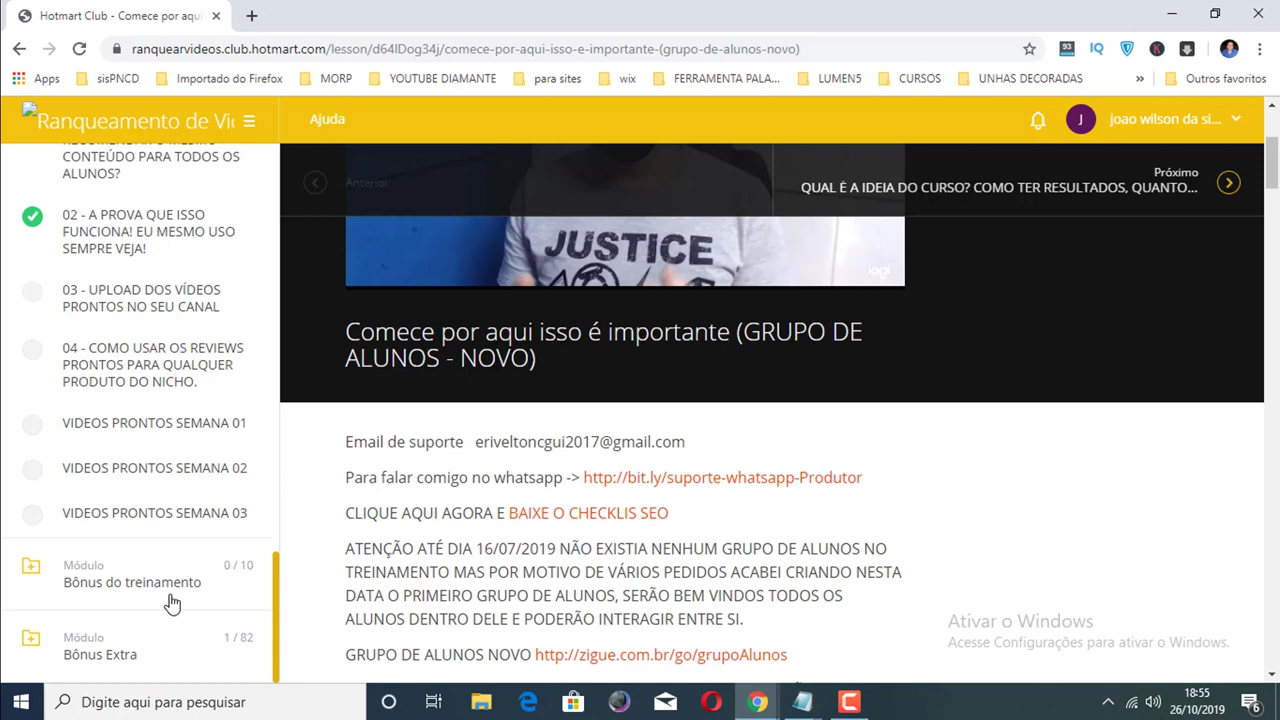 Hotmart Club - Comece por aqui
ranquearvideos.club.hotmart.com/lesson/d64lDog34j/comece-por-aqui-isso-e-importante-(grupo-de-alunos-novo)
93 IQ K
Apps sisPNCD Importado do Firefox MORP YOUTUBE DIAMANTE para sites wix FERRAMENTA PALA... LUMEN5 CURSOS UNHAS DECORADAS » Outros favoritos
Ranqueamento de Ví
Ajuda
J joao wilson da si...
CONTEÚDO PARA TODOS OS
ALUNOS?
02 - A PROVA QUE ISSO
FUNCIONA! EU MESMO USO
SEMPRE VEJA!
03 - UPLOAD DOS VÍDEOS
PRONTOS NO SEU CANAL
04 - COMO USAR OS REVIEWS
PRONTOS PARA QUALQUER
PRODUTO DO NICHO.
VIDEOS PRONTOS SEMANA 01
VIDEOS PRONTOS SEMANA 02
VIDEOS PRONTOS SEMANA 03
Módulo 0 / 10
Bônus do treinamento
Módulo 1 / 82
Bônus Extra
Anterior
Próximo
QUAL É A IDEIA DO CURSO? COMO TER RESULTADOS, QUANTO...
JUSTICE
logi
Comece por aqui isso é importante (GRUPO DE
ALUNOS - NOVO)
Email de suporte eriveltoncgui2017@gmail.com
Para falar comigo no whatsapp -> http://bit.ly/suporte-whatsapp-Produtor
CLIQUE AQUI AGORA E BAIXE O CHECKLIS SEO
ATENÇÃO ATÉ DIA 16/07/2019 NÃO EXISTIA NENHUM GRUPO DE ALUNOS NO
TREINAMENTO MAS POR MOTIVO DE VÁRIOS PEDIDOS ACABEI CRIANDO NESTA
DATA O PRIMEIRO GRUPO DE ALUNOS, SERÃO BEM VINDOS TODOS OS
ALUNOS DENTRO DELE E PODERÃO INTERAGIR ENTRE SI.
GRUPO DE ALUNOS NOVO http://zigue.com.br/go/grupoAlunos
Ativar o Windows
Acesse Configurações para ativar o Windows.
Digite aqui para pesquisar
18:55
26/10/2019
6